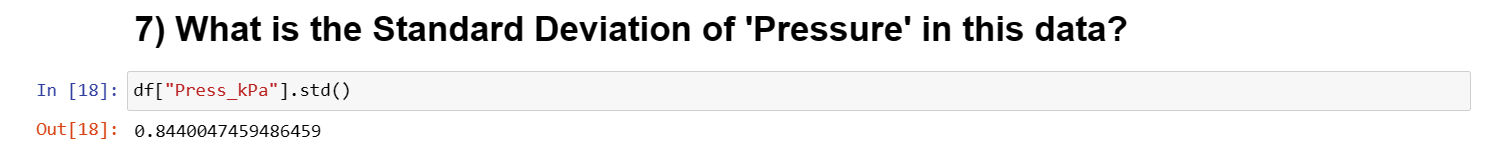 7) What is the Standard Deviation of 'Pressure' in this data?
In [18]: df["Press_kPa"].std()
Out[18]: 0.8440047459486459